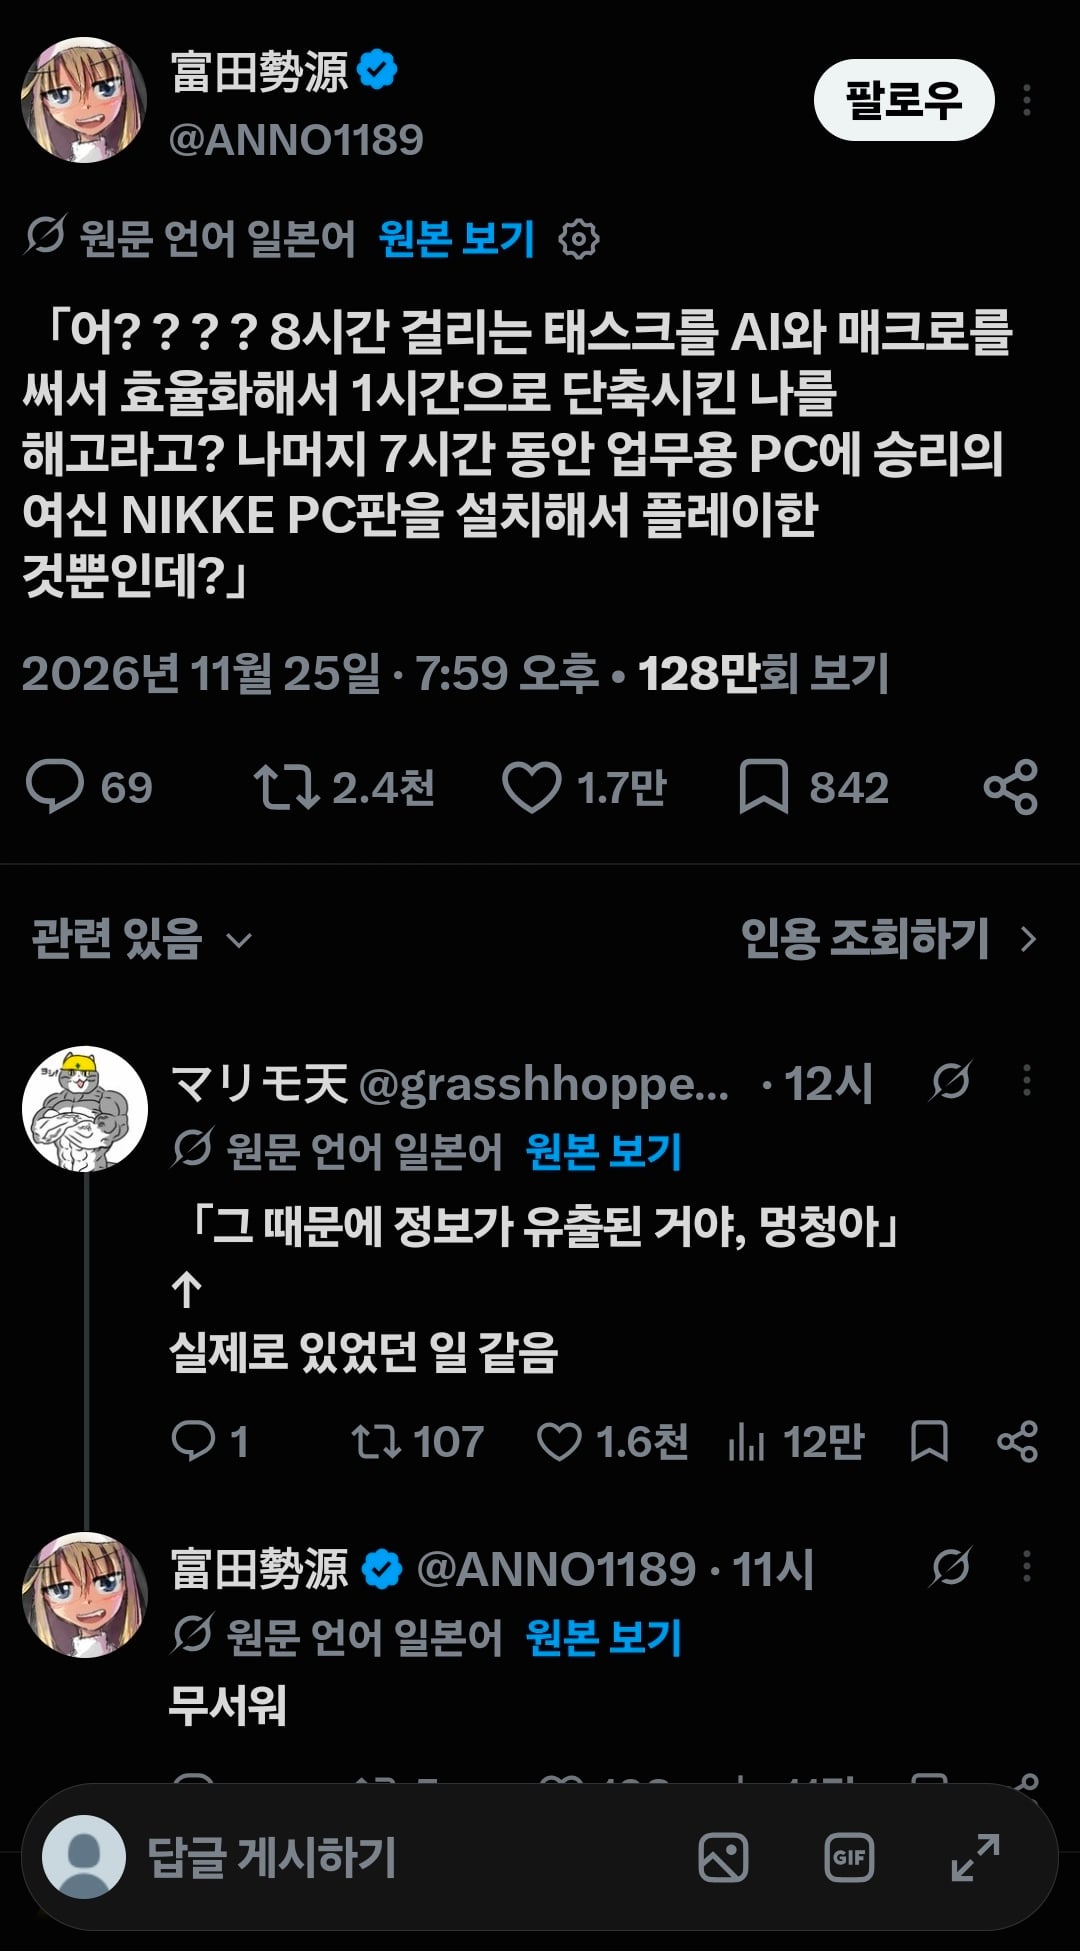 富田勢源
팔로우
@ANNO1189
원문 언어 일본어 원본 보기
「어? ? ? ? 8시간 걸리는 태스크를 AI와 매크로를
써서 효율화해서 1시간으로 단축시킨 나를
해고라고? 나머지 7시간 동안 업무용 PC에 승리의
여신 NIKKE PC판을 설치해서 플레이한
것뿐인데?」
2026년 11월 25일 · 7:59 오후 • 128만회 보기
69 2.4천 1.7만 842
관련 있음 인용 조회하기
マリモ天 @grasshhoppe... · 12시
원문 언어 일본어 원본 보기
「그 때문에 정보가 유출된 거야, 멍청아」
↑
실제로 있었던 일 같음
1 107 1.6천 12만
富田勢源 @ANNO1189 · 11시
원문 언어 일본어 원본 보기
무서워
답글 게시하기 GIF